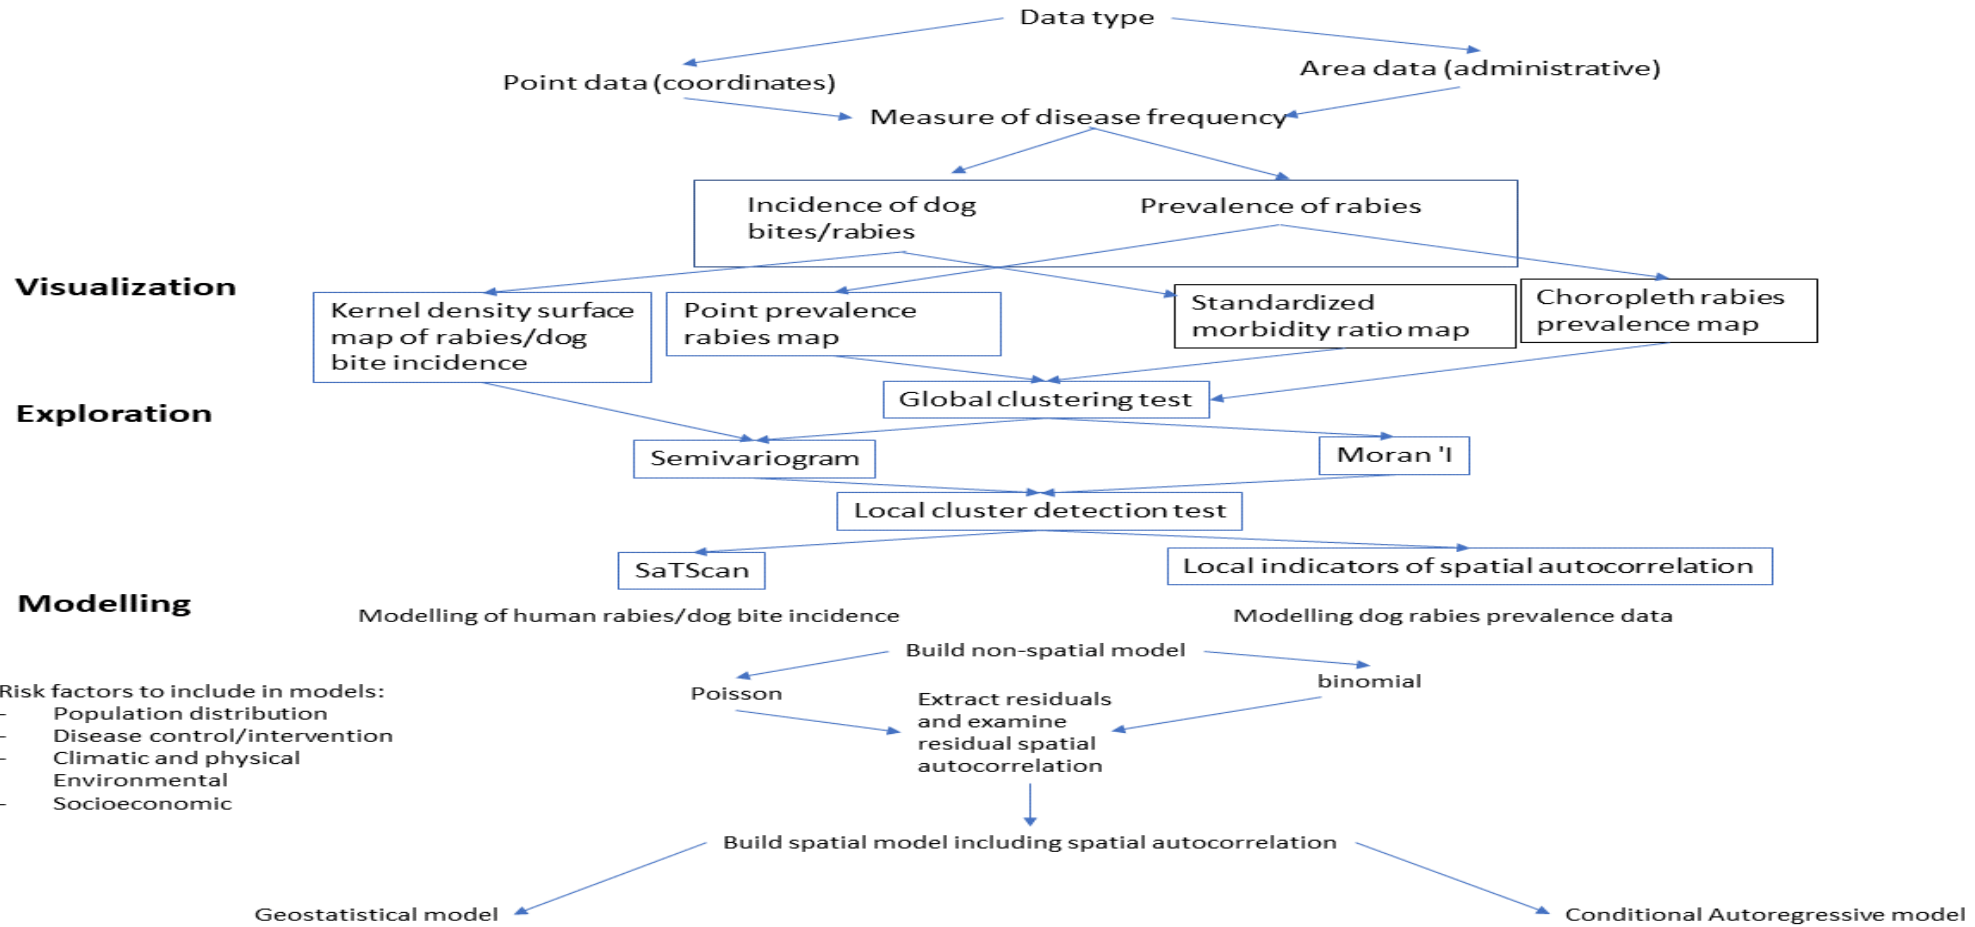 Data type
Point data (coordinates)
Area data (administrative)
Measure of disease frequency
Incidence of dog
bites/rabies
Prevalence of rabies
Visualization
Kernel density surface
map of rabies/dog
bite incidence
Point prevalence
rabies map
Standardized
morbidity ratio map
Choropleth rabies
prevalence map
Exploration
Global clustering test
Semivariogram
Moran 'I
Local cluster detection test
SaTScan
Local indicators of spatial autocorrelation
Modelling
Modelling of human rabies/dog bite incidence
Modelling dog rabies prevalence data
Build non-spatial model
Poisson
binomial
Extract residuals
and examine
residual spatial
autocorrelation
Risk factors to include in models:
- Population distribution
- Disease control/intervention
- Climatic and physical
Environmental
- Socioeconomic
Build spatial model including spatial autocorrelation
Geostatistical model
Conditional Autoregressive model